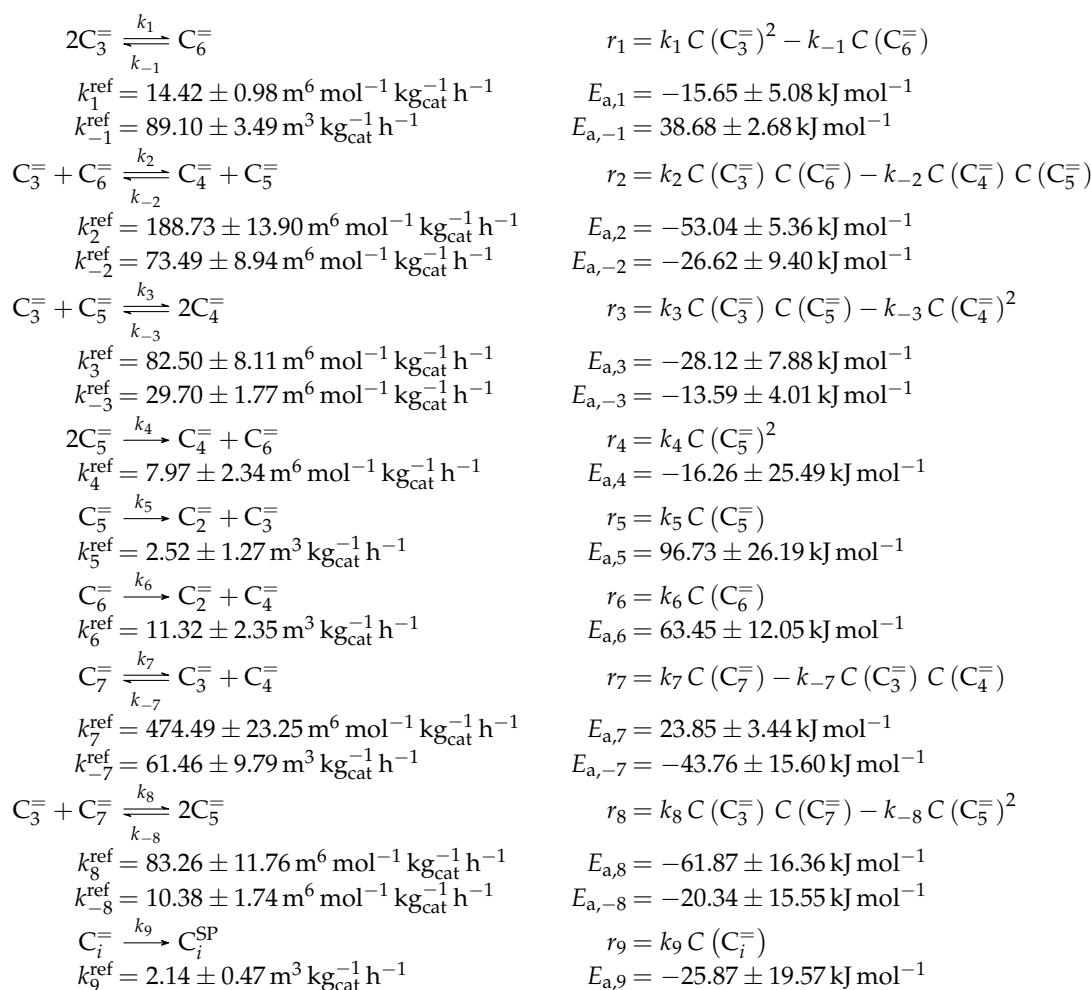 2C₃⁼ ⇌ C₆⁼ (k₁, k₋₁) r₁ = k₁ C (C₃⁼)² − k₋₁ C (C₆⁼)
k₁^ref = 14.42 ± 0.98 m⁶ mol⁻¹ kg_cat⁻¹ h⁻¹ E_a,1 = −15.65 ± 5.08 kJ mol⁻¹
k₋₁^ref = 89.10 ± 3.49 m³ kg_cat⁻¹ h⁻¹ E_a,−1 = 38.68 ± 2.68 kJ mol⁻¹
C₃⁼ + C₆⁼ ⇌ C₄⁼ + C₅⁼ (k₂, k₋₂) r₂ = k₂ C (C₃⁼) C (C₆⁼) − k₋₂ C (C₄⁼) C (C₅⁼)
k₂^ref = 188.73 ± 13.90 m⁶ mol⁻¹ kg_cat⁻¹ h⁻¹ E_a,2 = −53.04 ± 5.36 kJ mol⁻¹
k₋₂^ref = 73.49 ± 8.94 m⁶ mol⁻¹ kg_cat⁻¹ h⁻¹ E_a,−2 = −26.62 ± 9.40 kJ mol⁻¹
C₃⁼ + C₅⁼ ⇌ 2C₄⁼ (k₃, k₋₃) r₃ = k₃ C (C₃⁼) C (C₅⁼) − k₋₃ C (C₄⁼)²
k₃^ref = 82.50 ± 8.11 m⁶ mol⁻¹ kg_cat⁻¹ h⁻¹ E_a,3 = −28.12 ± 7.88 kJ mol⁻¹
k₋₃^ref = 29.70 ± 1.77 m⁶ mol⁻¹ kg_cat⁻¹ h⁻¹ E_a,−3 = −13.59 ± 4.01 kJ mol⁻¹
2C₅⁼ → C₄⁼ + C₆⁼ (k₄) r₄ = k₄ C (C₅⁼)²
k₄^ref = 7.97 ± 2.34 m⁶ mol⁻¹ kg_cat⁻¹ h⁻¹ E_a,4 = −16.26 ± 25.49 kJ mol⁻¹
C₅⁼ → C₂⁼ + C₃⁼ (k₅) r₅ = k₅ C (C₅⁼)
k₅^ref = 2.52 ± 1.27 m³ kg_cat⁻¹ h⁻¹ E_a,5 = 96.73 ± 26.19 kJ mol⁻¹
C₆⁼ → C₂⁼ + C₄⁼ (k₆) r₆ = k₆ C (C₆⁼)
k₆^ref = 11.32 ± 2.35 m³ kg_cat⁻¹ h⁻¹ E_a,6 = 63.45 ± 12.05 kJ mol⁻¹
C₇⁼ ⇌ C₃⁼ + C₄⁼ (k₇, k₋₇) r₇ = k₇ C (C₇⁼) − k₋₇ C (C₃⁼) C (C₄⁼)
k₇^ref = 474.49 ± 23.25 m⁶ mol⁻¹ kg_cat⁻¹ h⁻¹ E_a,7 = 23.85 ± 3.44 kJ mol⁻¹
k₋₇^ref = 61.46 ± 9.79 m³ kg_cat⁻¹ h⁻¹ E_a,−7 = −43.76 ± 15.60 kJ mol⁻¹
C₃⁼ + C₇⁼ ⇌ 2C₅⁼ (k₈, k₋₈) r₈ = k₈ C (C₃⁼) C (C₇⁼) − k₋₈ C (C₅⁼)²
k₈^ref = 83.26 ± 11.76 m⁶ mol⁻¹ kg_cat⁻¹ h⁻¹ E_a,8 = −61.87 ± 16.36 kJ mol⁻¹
k₋₈^ref = 10.38 ± 1.74 m⁶ mol⁻¹ kg_cat⁻¹ h⁻¹ E_a,−8 = −20.34 ± 15.55 kJ mol⁻¹
C_i⁼ → C_i^SP (k₉) r₉ = k₉ C (C_i⁼)
k₉^ref = 2.14 ± 0.47 m³ kg_cat⁻¹ h⁻¹ E_a,9 = −25.87 ± 19.57 kJ mol⁻¹